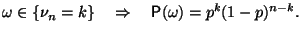 ω ∈ {ν_n = k} ⇒ P(ω) = p^k(1 − p)^{n−k}.